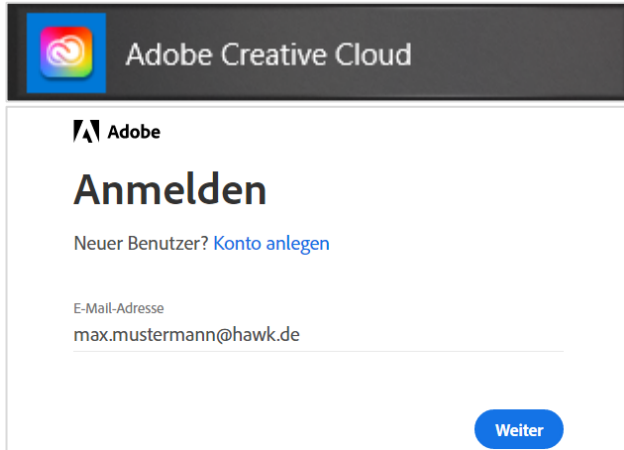 Adobe Creative Cloud
Adobe
Anmelden
Neuer Benutzer? Konto anlegen
E-Mail-Adresse
max.mustermann@hawk.de
Weiter